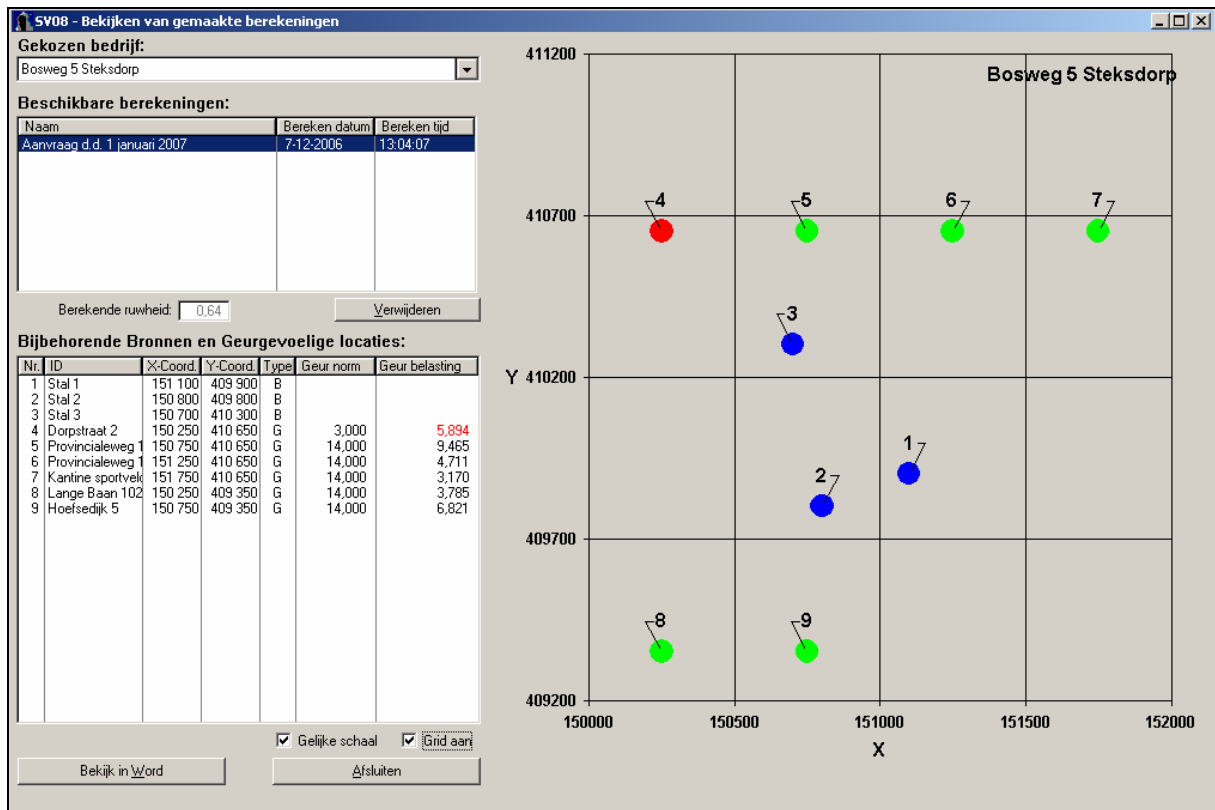 SV08 - Bekijken van gemaakte berekeningen
Gekozen bedrijf:
Bosweg 5 Steksdorp
Beschikbare berekeningen:
Naam Bereken datum Bereken tijd
Aanvraag d.d. 1 januari 2007 7-12-2006 13:04:07
Berekende ruwheid: 0,64 Verwijderen
Bijbehorende Bronnen en Geurgevoelige locaties:
Nr. ID X-Coord. Y-Coord. Type Geur norm Geur belasting
1 Stal 1 151 100 409 900 B
2 Stal 2 150 800 409 800 B
3 Stal 3 150 700 410 300 B
4 Dorpstraat 2 150 250 410 650 G 3,000 5,894
5 Provincialeweg 1 150 750 410 650 G 14,000 9,465
6 Provincialeweg 1 151 250 410 650 G 14,000 4,711
7 Kantine sportveld 151 750 410 650 G 14,000 3,170
8 Lange Baan 102 150 250 409 350 G 14,000 3,785
9 Hoefsedijk 5 150 750 409 350 G 14,000 6,821
Gelijke schaal Grid aan
Bekijk in Word Afsluiten
Bosweg 5 Steksdorp
411200
4 5 6 7
410700
3
Y 410200
1
2
409700
8 9
409200
150000 150500 151000 151500 152000
X